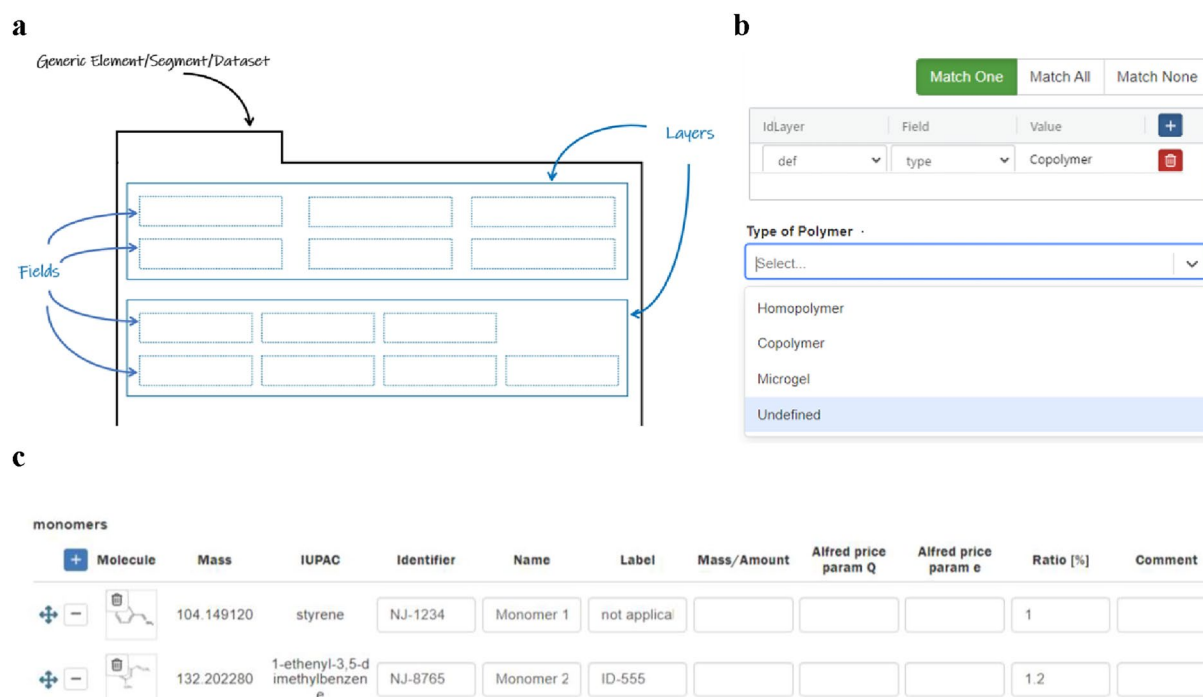 a
Generic Element/Segment/Dataset
Layers
Fields
b
Match One Match All Match None
IdLayer Field Value +
def type Copolymer
Type of Polymer
Select...
Homopolymer
Copolymer
Microgel
Undefined
c
monomers
+ Molecule Mass IUPAC Identifier Name Label Mass/Amount Alfred price param Q Alfred price param e Ratio [%] Comment
104.149120 styrene NJ-1234 Monomer 1 not applical 1
132.202280 1-ethenyl-3,5-d
imethylbenzen
e NJ-8765 Monomer 2 ID-555 1.2